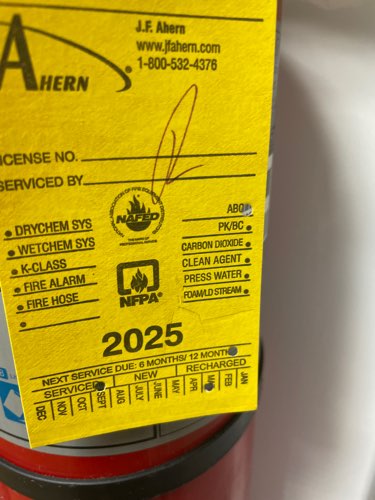 J.F. Ahern
www.jfahern.com
1-800-532-4376
AHERN
LICENSE NO.
SERVICED BY
NAFED
ABC
• DRYCHEM SYS
PK/BC •
• WETCHEM SYS
CARBON DIOXIDE •
• K-CLASS
CLEAN AGENT •
• FIRE ALARM
PRESS WATER •
• FIRE HOSE
FOAM/LD STREAM •
NFPA®
2025
NEXT SERVICE DUE: 6 MONTHS/ 12 MONTH
SERVICED NEW RECHARGED
DEC NOV OCT SEPT AUG JULY JUNE MAY APR MAR FEB JAN